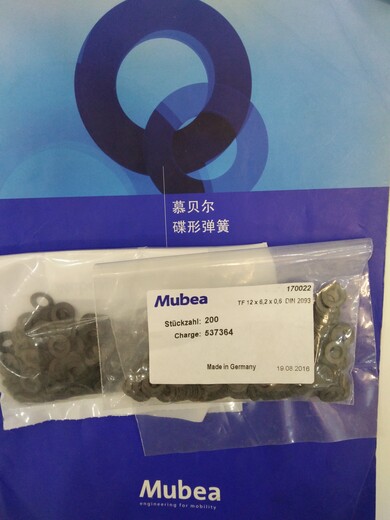 慕贝尔
碟形弹簧
Mubea
170022
TF 12 x 6,2 x 0,6 DIN 2093
Stückzahl: 200
Charge: 537364
Made in Germany
19.08.2016
Mubea
engineering for mobility